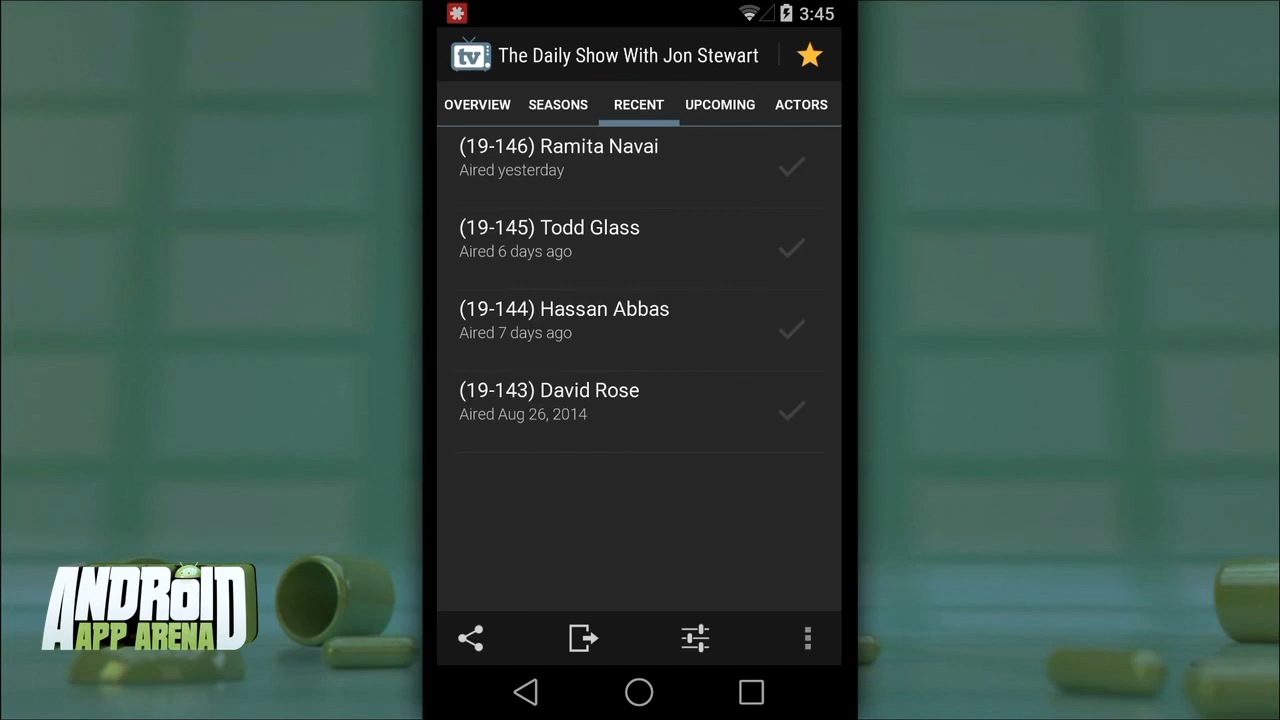 3:45
tv The Daily Show With Jon Stewart
OVERVIEW SEASONS RECENT UPCOMING ACTORS
(19-146) Ramita Navai
Aired yesterday
(19-145) Todd Glass
Aired 6 days ago
(19-144) Hassan Abbas
Aired 7 days ago
(19-143) David Rose
Aired Aug 26, 2014
ANDROID
APP ARENA